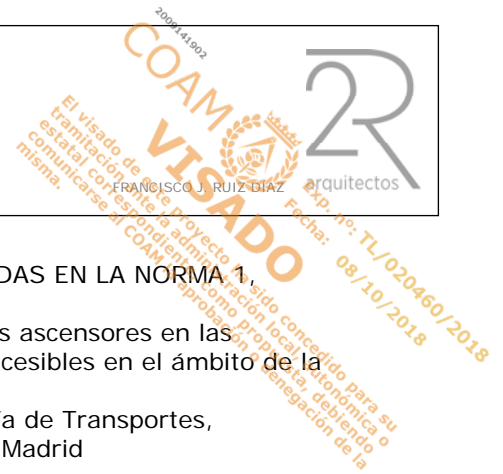 2009141902
COAM
VISADO
El visado de este proyecto ha sido concedido para su
tramitación ante la administración local, autonómica o
estatal correspondiente como propuesta, debiendo
comunicarse al COAM la aprobación o denegación de la
misma.
exp. nº: TL/020460/2018
Fecha: 08/10/2018
2R
arquitectos
FRANCISCO J. RUIZ DÍAZ
DAS EN LA NORMA 1,
s ascensores en las
cesibles en el ámbito de la
a de Transportes,
Madrid